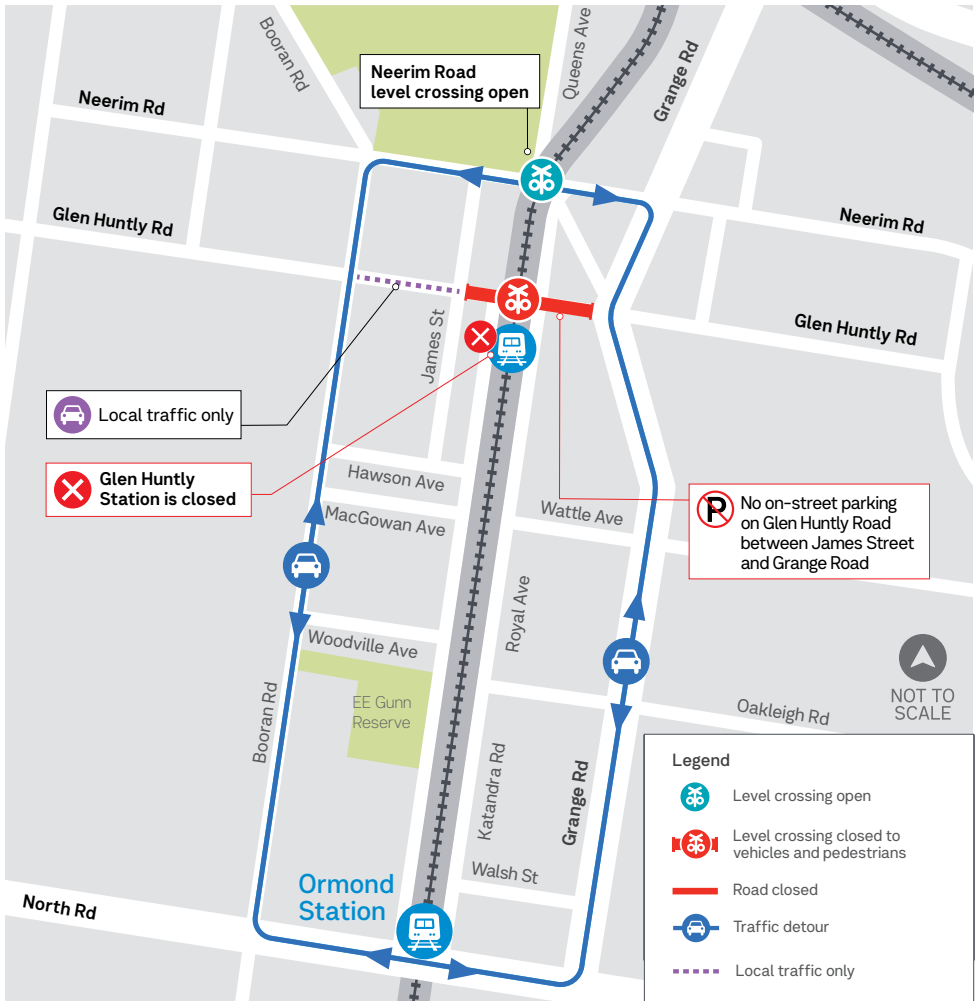 Booran Rd
Queens Ave
Grange Rd
Neerim Road
level crossing open
Neerim Rd
Glen Huntly Rd
Neerim Rd
Glen Huntly Rd
James St
Local traffic only
Glen Huntly
Station is closed
Hawson Ave
MacGowan Ave
Wattle Ave
P
No on-street parking
on Glen Huntly Road
between James Street
and Grange Road
Royal Ave
Woodville Ave
EE Gunn
Reserve
Booran Rd
Katandra Rd
Grange Rd
Oakleigh Rd
NOT TO
SCALE
Walsh St
Ormond
Station
North Rd
Legend
Level crossing open
Level crossing closed to
vehicles and pedestrians
Road closed
Traffic detour
Local traffic only